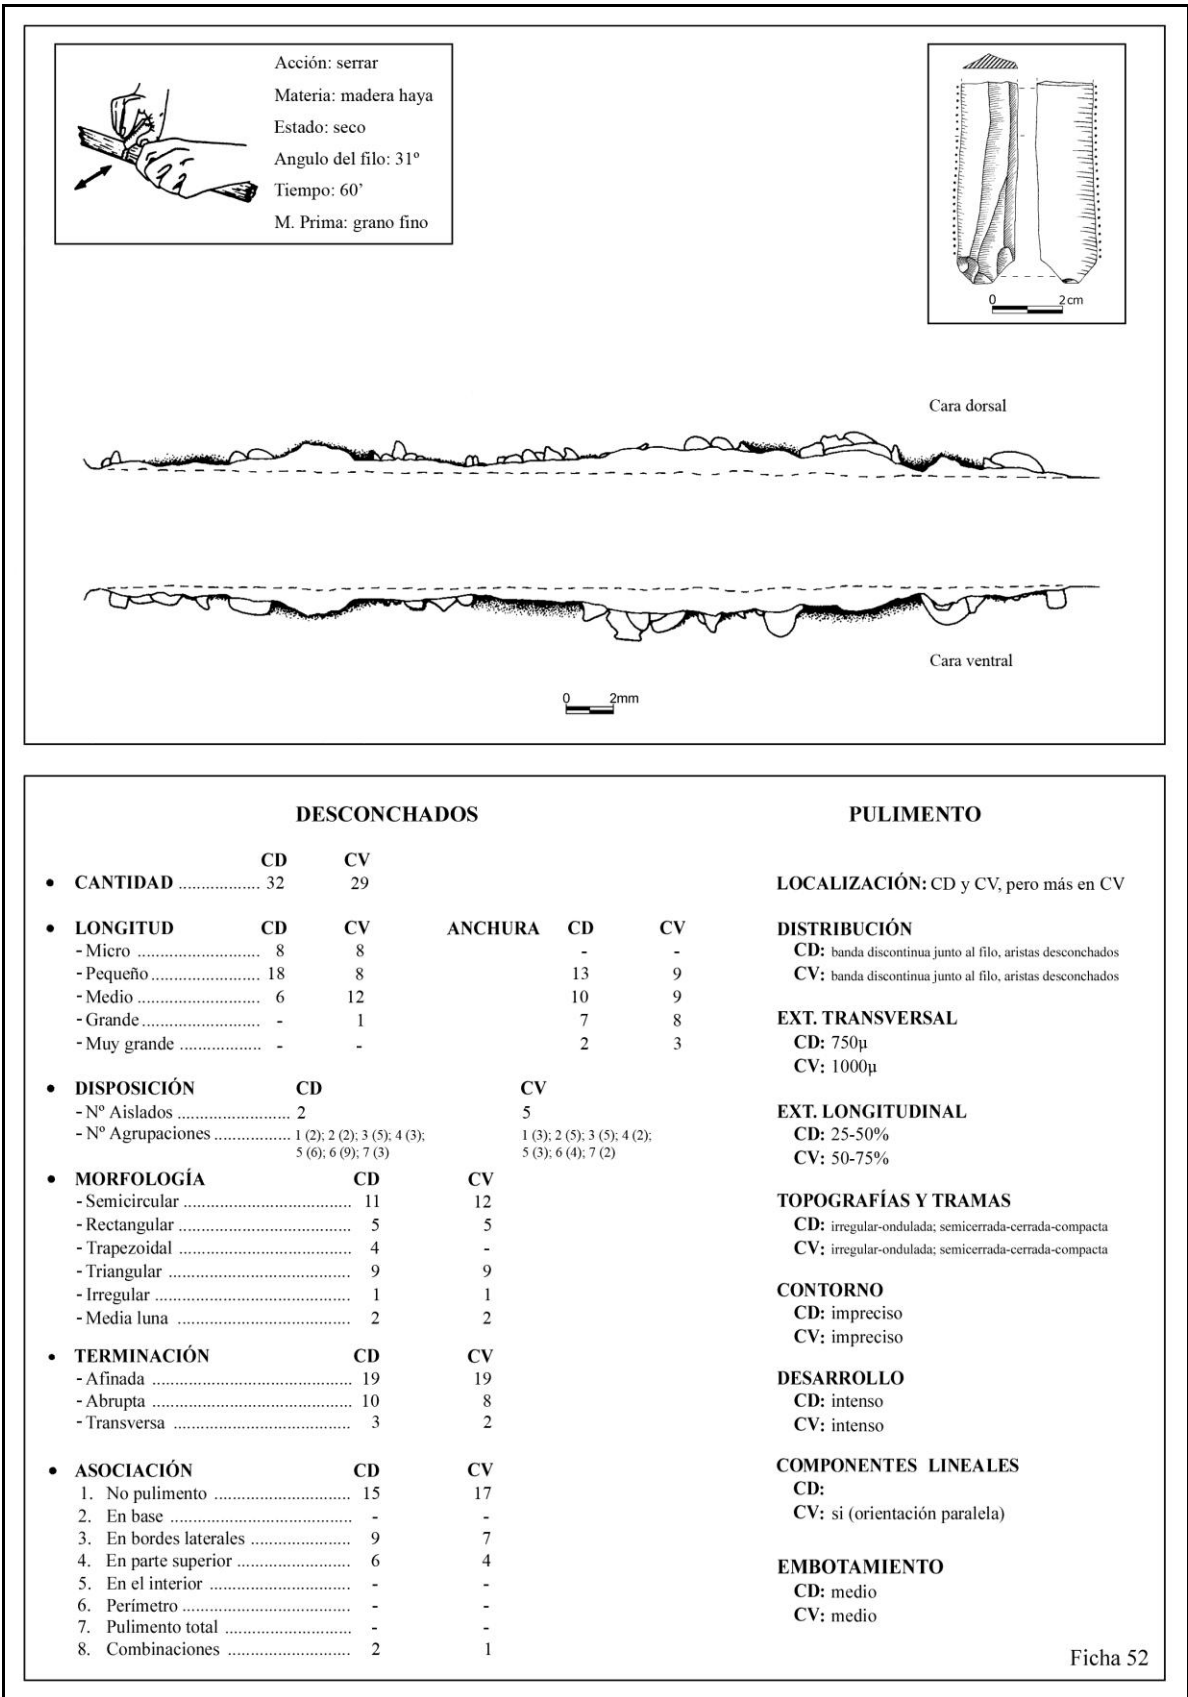 Acción: serrar
Materia: madera haya
Estado: seco
Angulo del filo: 31º
Tiempo: 60’
M. Prima: grano fino
0 2 cm
Cara dorsal
Cara ventral
0 2mm
DESCONCHADOS
CD CV
• CANTIDAD .................. 32 29
• LONGITUD CD CV ANCHURA CD CV
- Micro ........................... 8 8 - -
- Pequeño........................ 18 8 13 9
- Medio ........................... 6 12 10 9
- Grande.......................... - 1 7 8
- Muy grande .................. - - 2 3
• DISPOSICIÓN CD CV
- Nº Aislados ......................... 2 5
- Nº Agrupaciones ................. 1 (2); 2 (2); 3 (5); 4 (3); 1 (3); 2 (5); 3 (5); 4 (2);
5 (6); 6 (9); 7 (3) 5 (3); 6 (4); 7 (2)
• MORFOLOGÍA CD CV
- Semicircular ..................................... 11 12
- Rectangular ...................................... 5 5
- Trapezoidal ...................................... 4 -
- Triangular ........................................ 9 9
- Irregular ........................................... 1 1
- Media luna ...................................... 2 2
• TERMINACIÓN CD CV
- Afinada ............................................ 19 19
- Abrupta ............................................ 10 8
- Transversa ....................................... 3 2
• ASOCIACIÓN CD CV
1. No pulimento .............................. 15 17
2. En base ........................................ - -
3. En bordes laterales ...................... 9 7
4. En parte superior ......................... 6 4
5. En el interior ............................... - -
6. Perímetro ..................................... - -
7. Pulimento total ............................ - -
8. Combinaciones ........................... 2 1
PULIMENTO
LOCALIZACIÓN: CD y CV, pero más en CV
DISTRIBUCIÓN
CD: banda discontinua junto al filo, aristas desconchados
CV: banda discontinua junto al filo, aristas desconchados
EXT. TRANSVERSAL
CD: 750µ
CV: 1000µ
EXT. LONGITUDINAL
CD: 25-50%
CV: 50-75%
TOPOGRAFÍAS Y TRAMAS
CD: irregular-ondulada; semicerrada-cerrada-compacta
CV: irregular-ondulada; semicerrada-cerrada-compacta
CONTORNO
CD: impreciso
CV: impreciso
DESARROLLO
CD: intenso
CV: intenso
COMPONENTES LINEALES
CD:
CV: si (orientación paralela)
EMBOTAMIENTO
CD: medio
CV: medio
Ficha 52